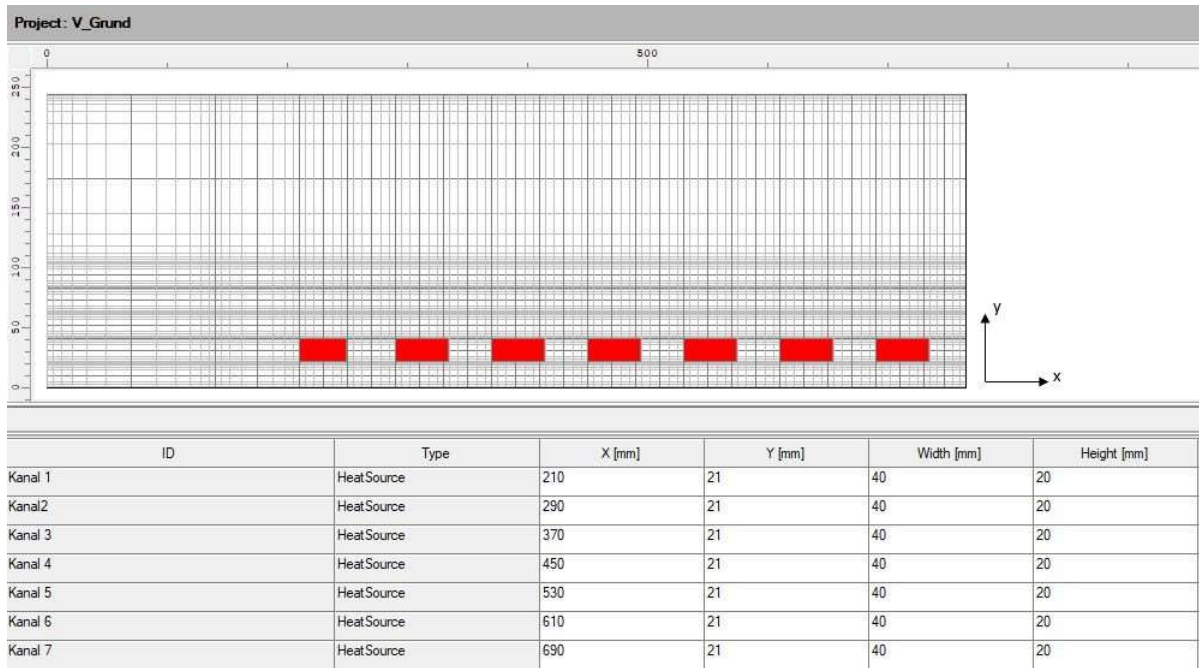 Project: V_Grund
0 500
250
200
150
100
50
0
y
x
ID Type X [mm] Y [mm] Width [mm] Height [mm]
Kanal 1 HeatSource 210 21 40 20
Kanal2 HeatSource 290 21 40 20
Kanal 3 HeatSource 370 21 40 20
Kanal 4 HeatSource 450 21 40 20
Kanal 5 HeatSource 530 21 40 20
Kanal 6 HeatSource 610 21 40 20
Kanal 7 HeatSource 690 21 40 20